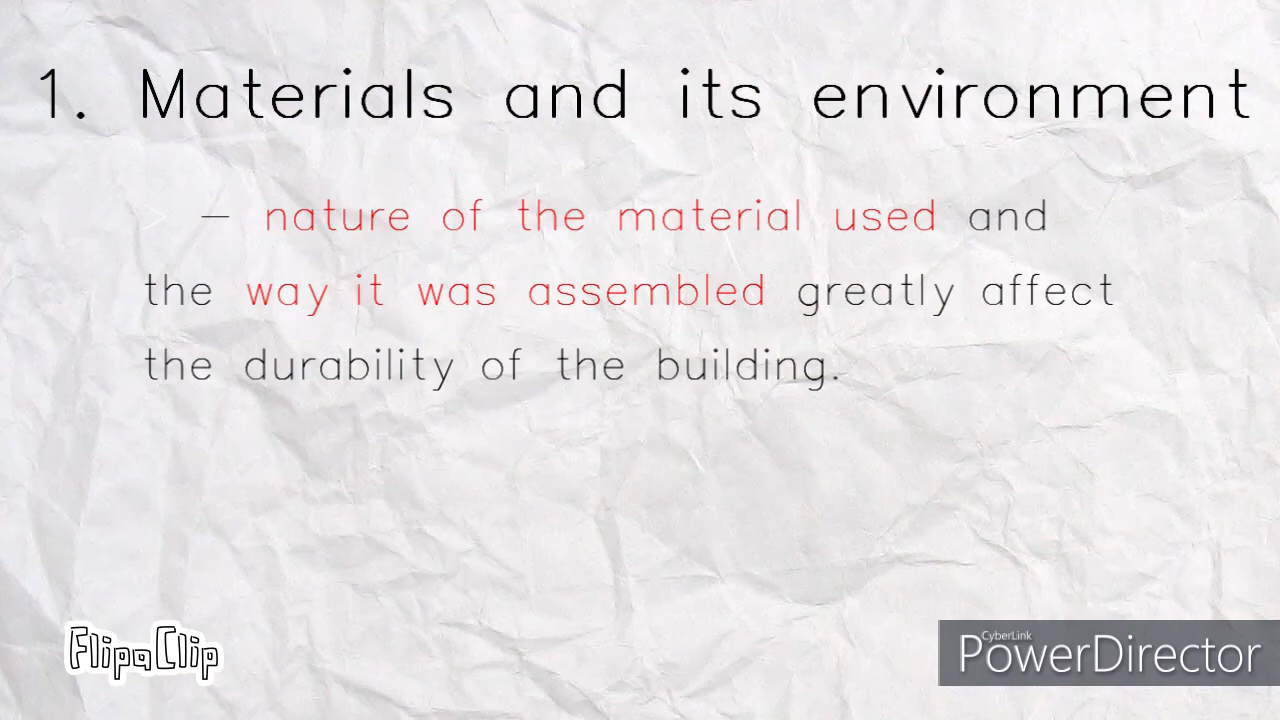 1. Materials and its environment
– nature of the material used and
the way it was assembled greatly affect
the durability of the building.
FlipaClip
CyberLink
PowerDirector